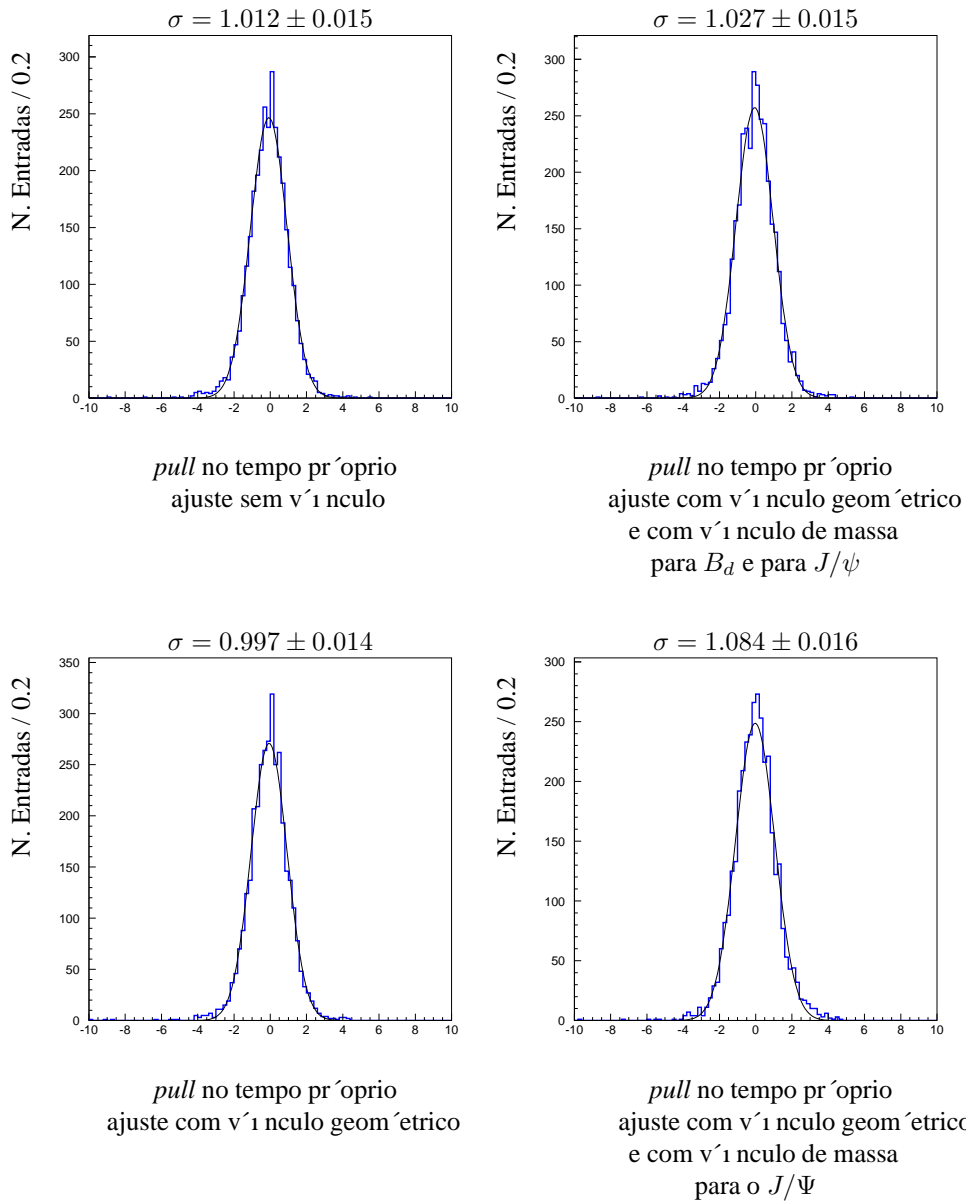 σ = 1.012 ± 0.015
N. Entradas / 0.2
300
250
200
150
100
50
0
-10 -8 -6 -4 -2 0 2 4 6 8 10
pull no tempo pr´oprio
ajuste sem v´ı nculo
σ = 1.027 ± 0.015
N. Entradas / 0.2
300
250
200
150
100
50
0
-10 -8 -6 -4 -2 0 2 4 6 8 10
pull no tempo pr´oprio
ajuste com v´ı nculo geom´etrico
e com v´ı nculo de massa
para B_d e para J/ψ
σ = 0.997 ± 0.014
N. Entradas / 0.2
350
300
250
200
150
100
50
0
-10 -8 -6 -4 -2 0 2 4 6 8 10
pull no tempo pr´oprio
ajuste com v´ı nculo geom´etrico
σ = 1.084 ± 0.016
N. Entradas / 0.2
300
250
200
150
100
50
0
-10 -8 -6 -4 -2 0 2 4 6 8 10
pull no tempo pr´oprio
ajuste com v´ı nculo geom´etrico
e com v´ı nculo de massa
para o J/Ψ